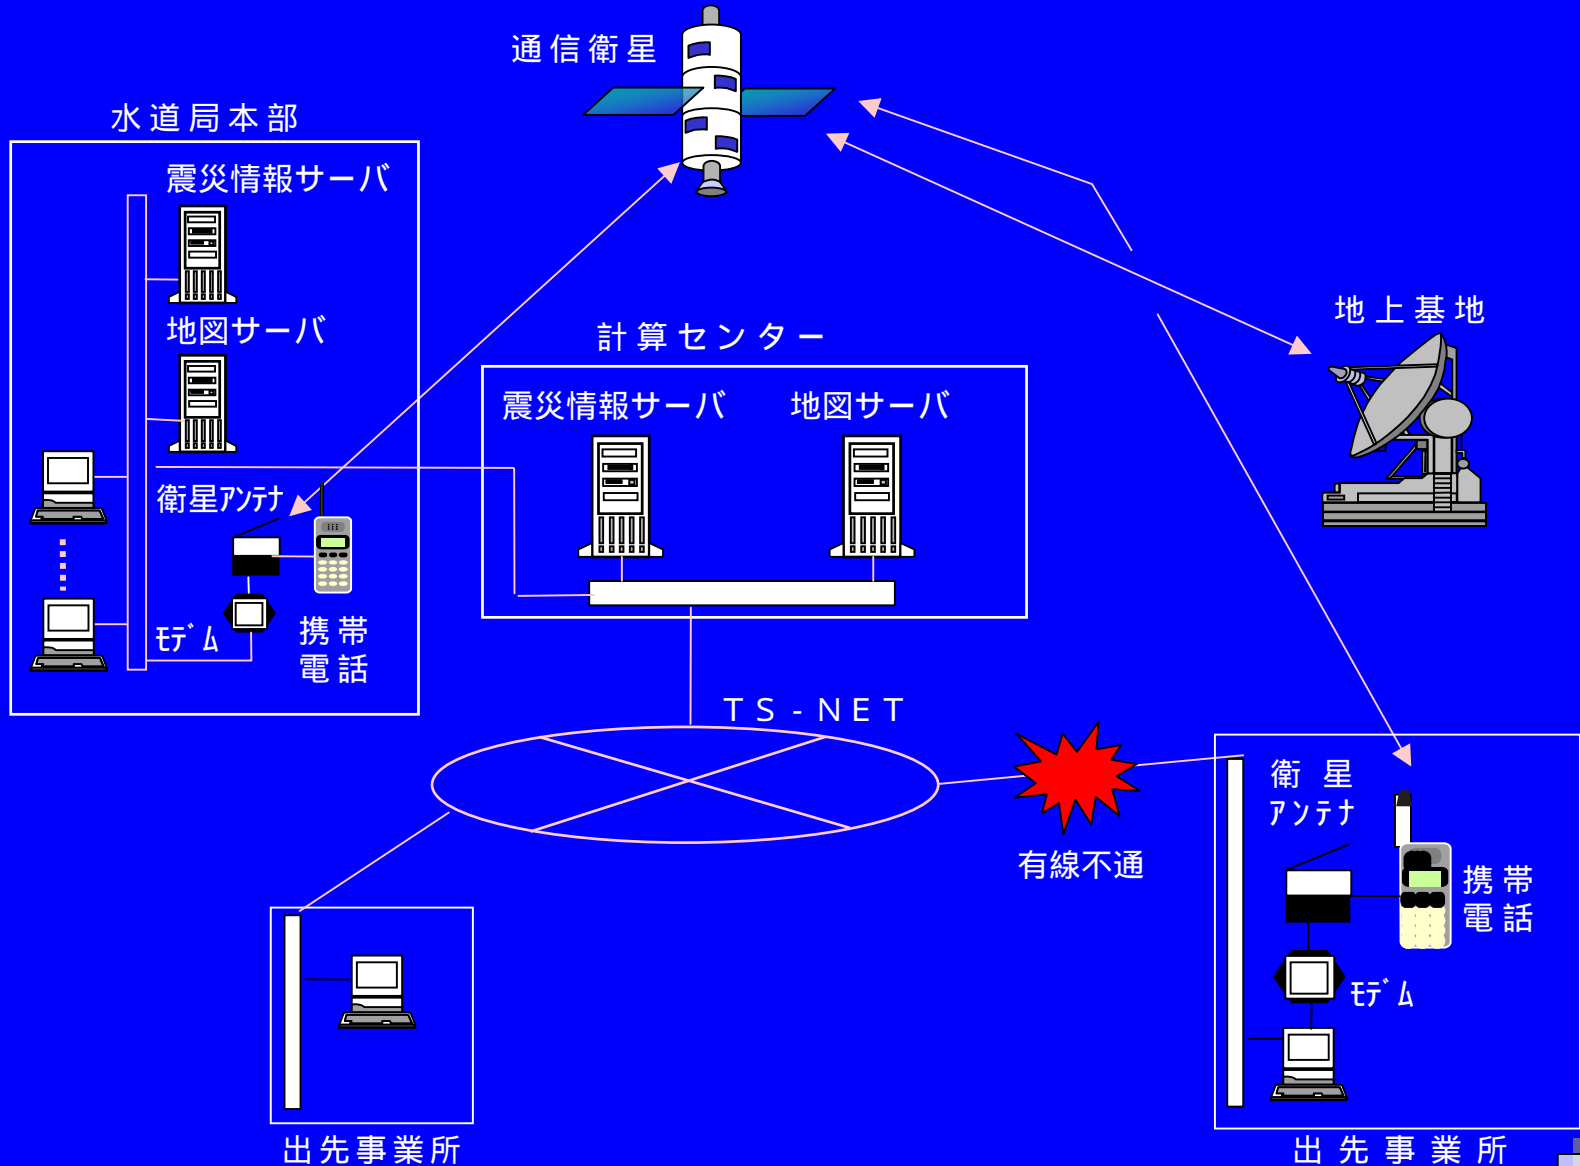 通信衛星
水道局本部
震災情報サーバ
地図サーバ
衛星ｱﾝﾃﾅ
ﾓﾃﾞﾑ
携帯
電話
計算センター
震災情報サーバ
地図サーバ
地上基地
ＴＳ-ＮＥＴ
有線不通
衛星
ｱﾝﾃﾅ
携帯
電話
ﾓﾃﾞﾑ
出先事業所
出先事業所